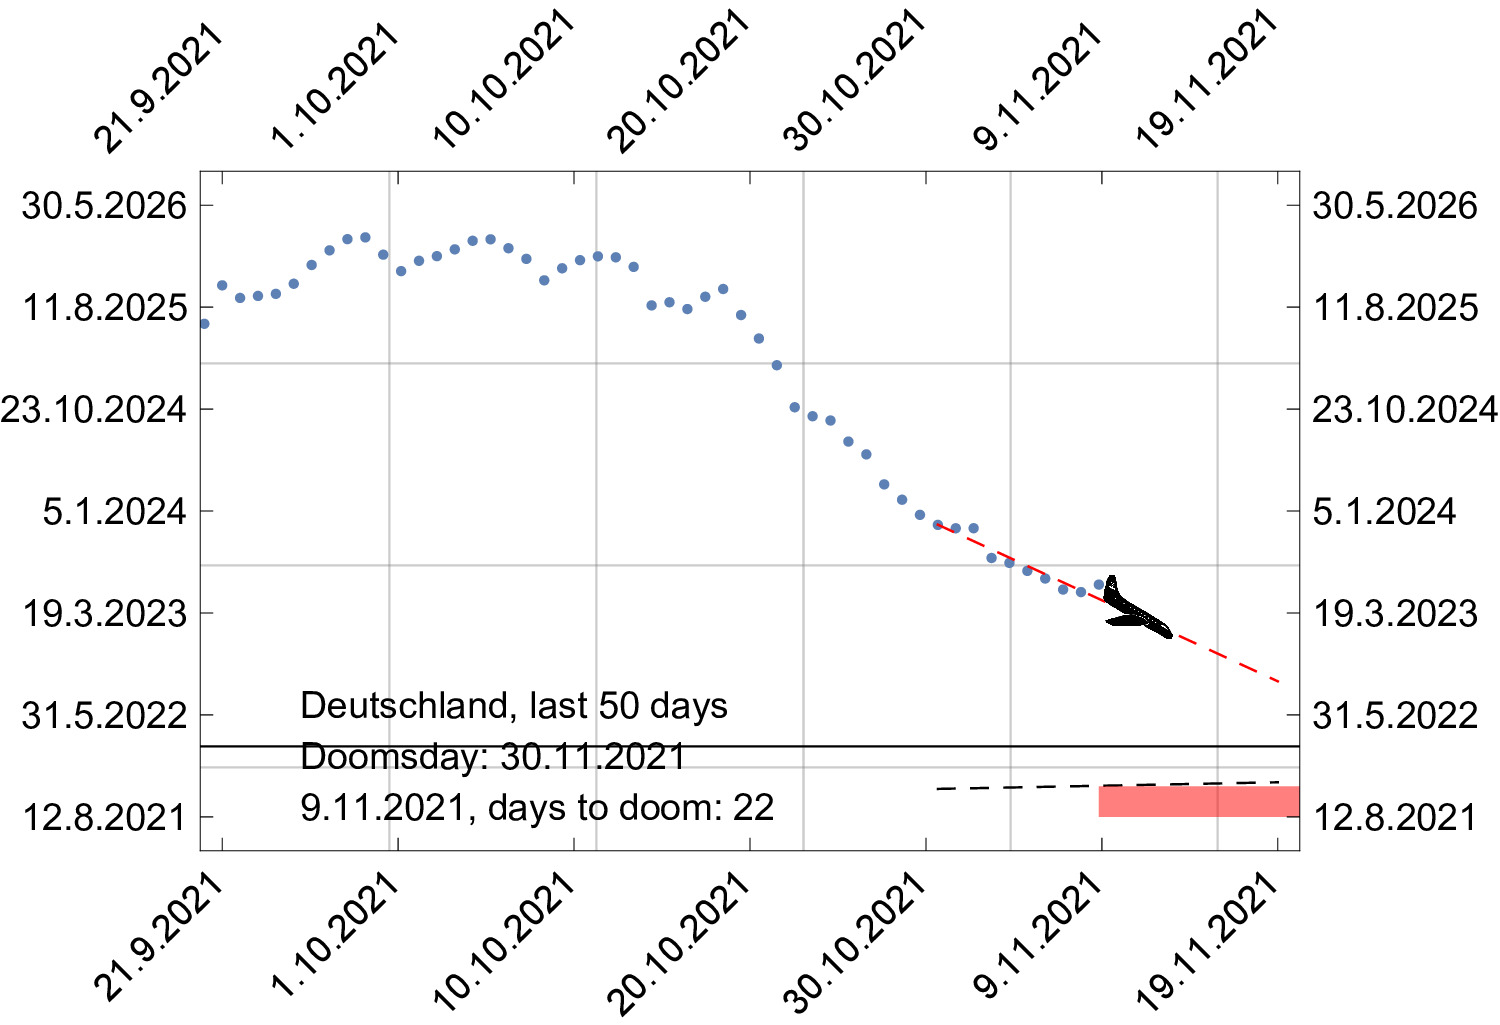 21.9.2021 1.10.2021 10.10.2021 20.10.2021 30.10.2021 9.11.2021 19.11.2021
30.5.2026 30.5.2026
11.8.2025 11.8.2025
23.10.2024 23.10.2024
5.1.2024 5.1.2024
19.3.2023 19.3.2023
Deutschland, last 50 days
31.5.2022 31.5.2022
Doomsday: 30.11.2021
9.11.2021, days to doom: 22
12.8.2021 12.8.2021
21.9.2021 1.10.2021 10.10.2021 20.10.2021 30.10.2021 9.11.2021 19.11.2021